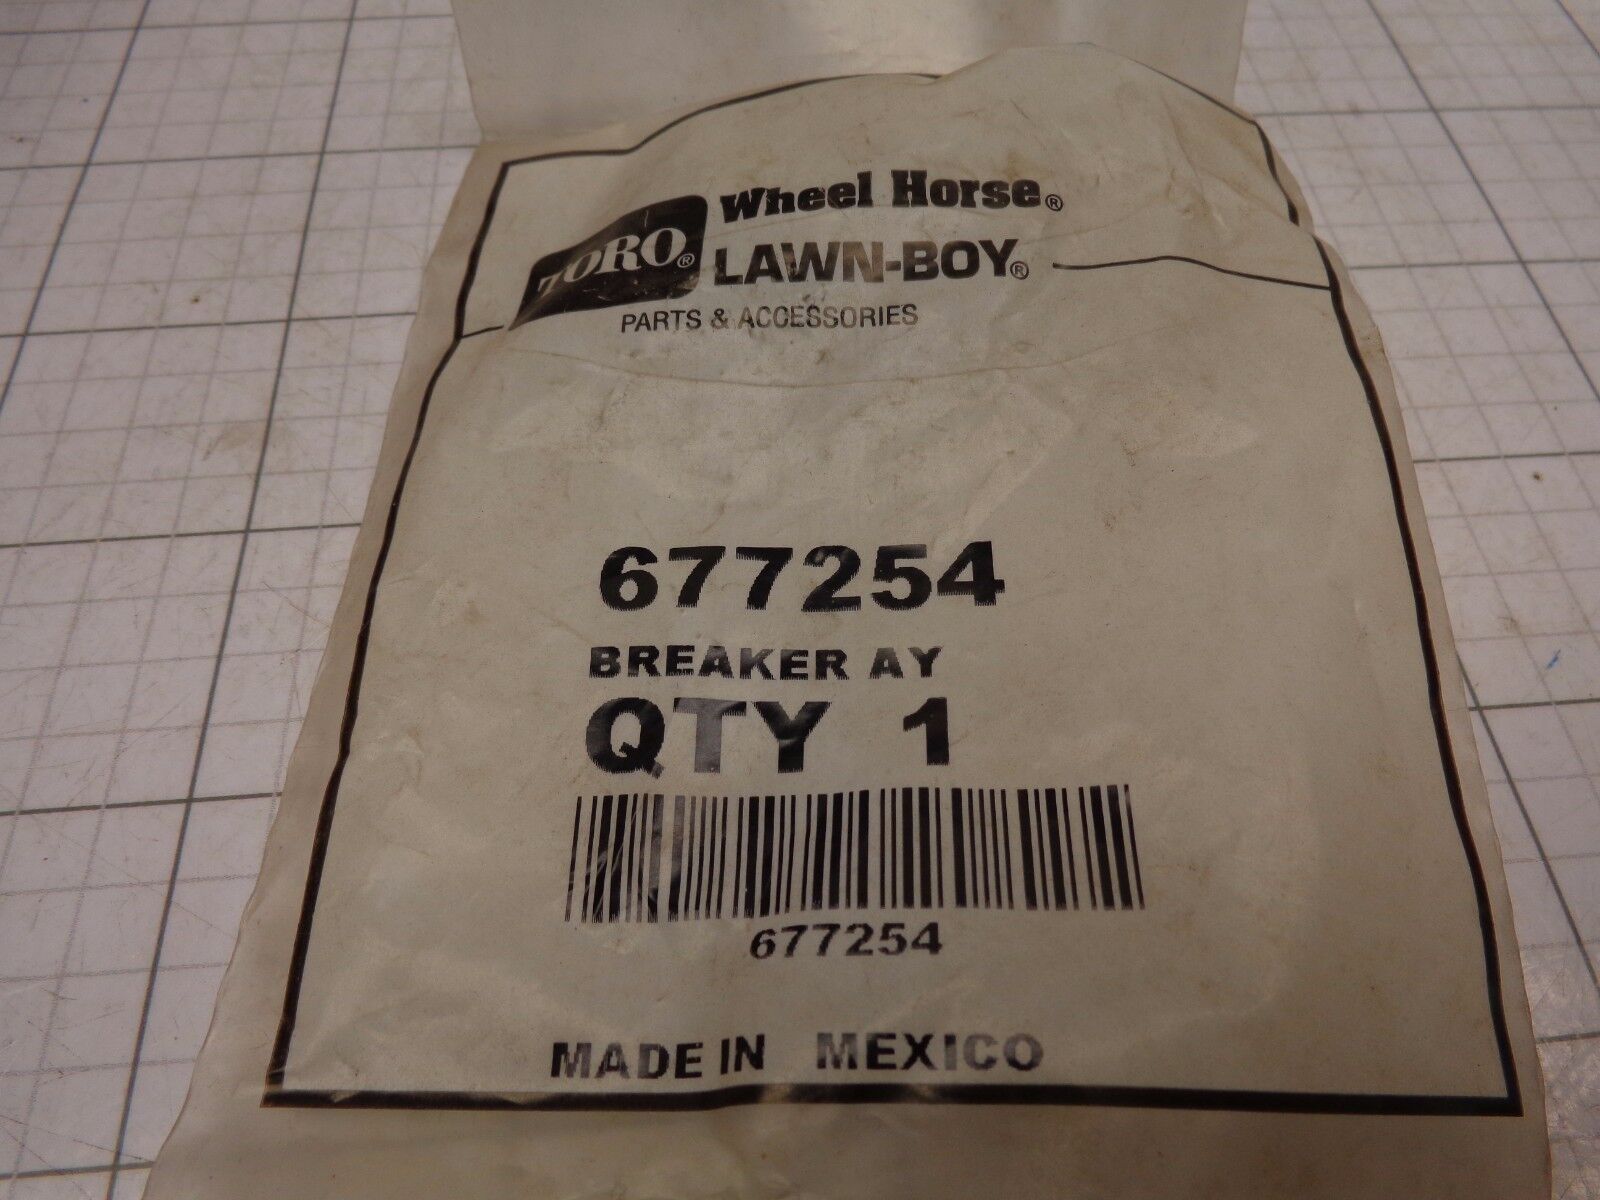 TORO® Wheel Horse®
LAWN-BOY®
PARTS & ACCESSORIES
677254
BREAKER AY
QTY 1
677254
MADE IN MEXICO